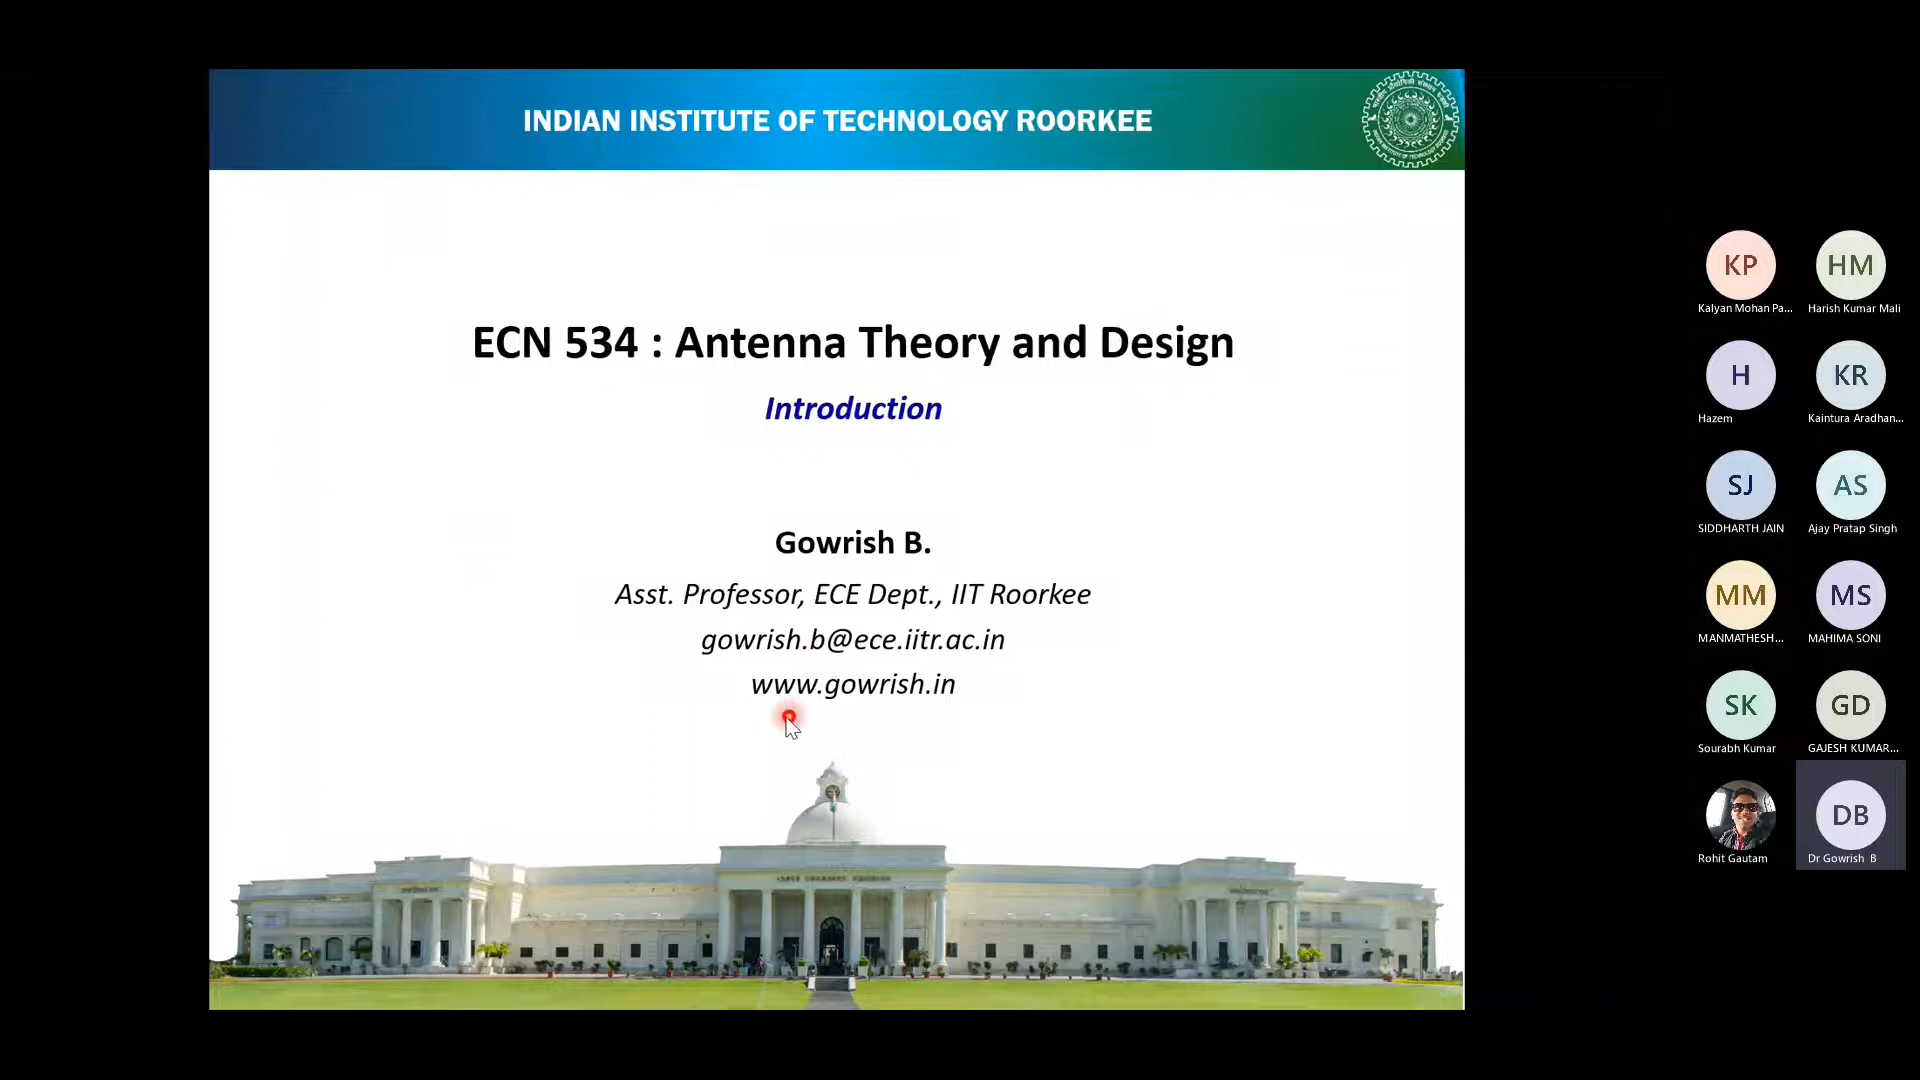 INDIAN INSTITUTE OF TECHNOLOGY ROORKEE
ECN 534 : Antenna Theory and Design
Introduction
Gowrish B.
Asst. Professor, ECE Dept., IIT Roorkee
gowrish.b@ece.iitr.ac.in
www.gowrish.in
KP
Kalyan Mohan Pa...
HM
Harish Kumar Mali
H
Hazem
KR
Kaintura Aradhan...
SJ
SIDDHARTH JAIN
AS
Ajay Pratap Singh
MM
MANMATHESH...
MS
MAHIMA SONI
SK
Sourabh Kumar
GD
GAJESH KUMAR...
Rohit Gautam
DB
Dr Gowrish B